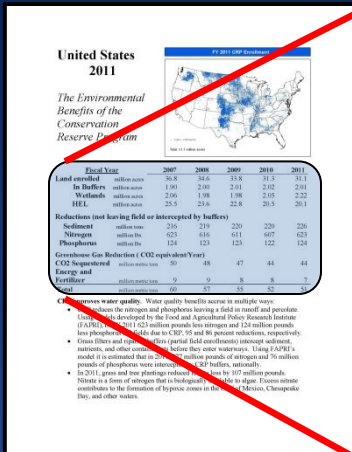 United States
2011
FY 2011 CRP Enrollment
The Environmental
Benefits of the
Conservation
Reserve Program
Fiscal Year 2007 2008 2009 2010 2011
Land enrolled million acres 36.8 34.6 33.8 31.3 31.1
In Buffers million acres 1.90 2.00 2.01 2.02 2.01
Wetlands million acres 2.06 1.98 1.98 2.05 2.22
HEL million acres 25.5 23.6 22.8 20.5 20.1
Reductions (not leaving field or intercepted by buffers)
Sediment million tons 216 219 220 220 226
Nitrogen million lbs 623 616 611 607 623
Phosphorus million lbs 124 123 123 122 124
Greenhouse Gas Reduction ( CO2 equivalent/Year)
CO2 Sequestered million metric tons 50 48 47 44 44
Energy and
Fertilizer million metric tons 9 9 8 8 7
Total million metric tons 60 57 55 52 51
improves water quality. Water quality benefits accrue in multiple ways:
reduces the nitrogen and phosphorus leaving a field in runoff and percolate.
Using models developed by the Food and Agricultural Policy Research Institute
(FAPRI), 2011 623 million pounds less nitrogen and 124 million pounds
less phosphorus fields due to CRP, 95 and 86 percent reductions, respectively.
• Grass filters and buffers (partial field enrollments) intercept sediment,
nutrients, and other before they enter waterways. Using FAPRI's
model it is estimated that in million pounds of nitrogen and 76 million
pounds of phosphorus were CRP buffers, nationally.
• In 2011, grass and tree plantings reduced loss by 107 million pounds.
Nitrate is a form of nitrogen that is biologically to algae. Excess nitrate
contributes to the formation of hypoxic zones in the of Mexico, Chesapeake
Bay, and other waters.